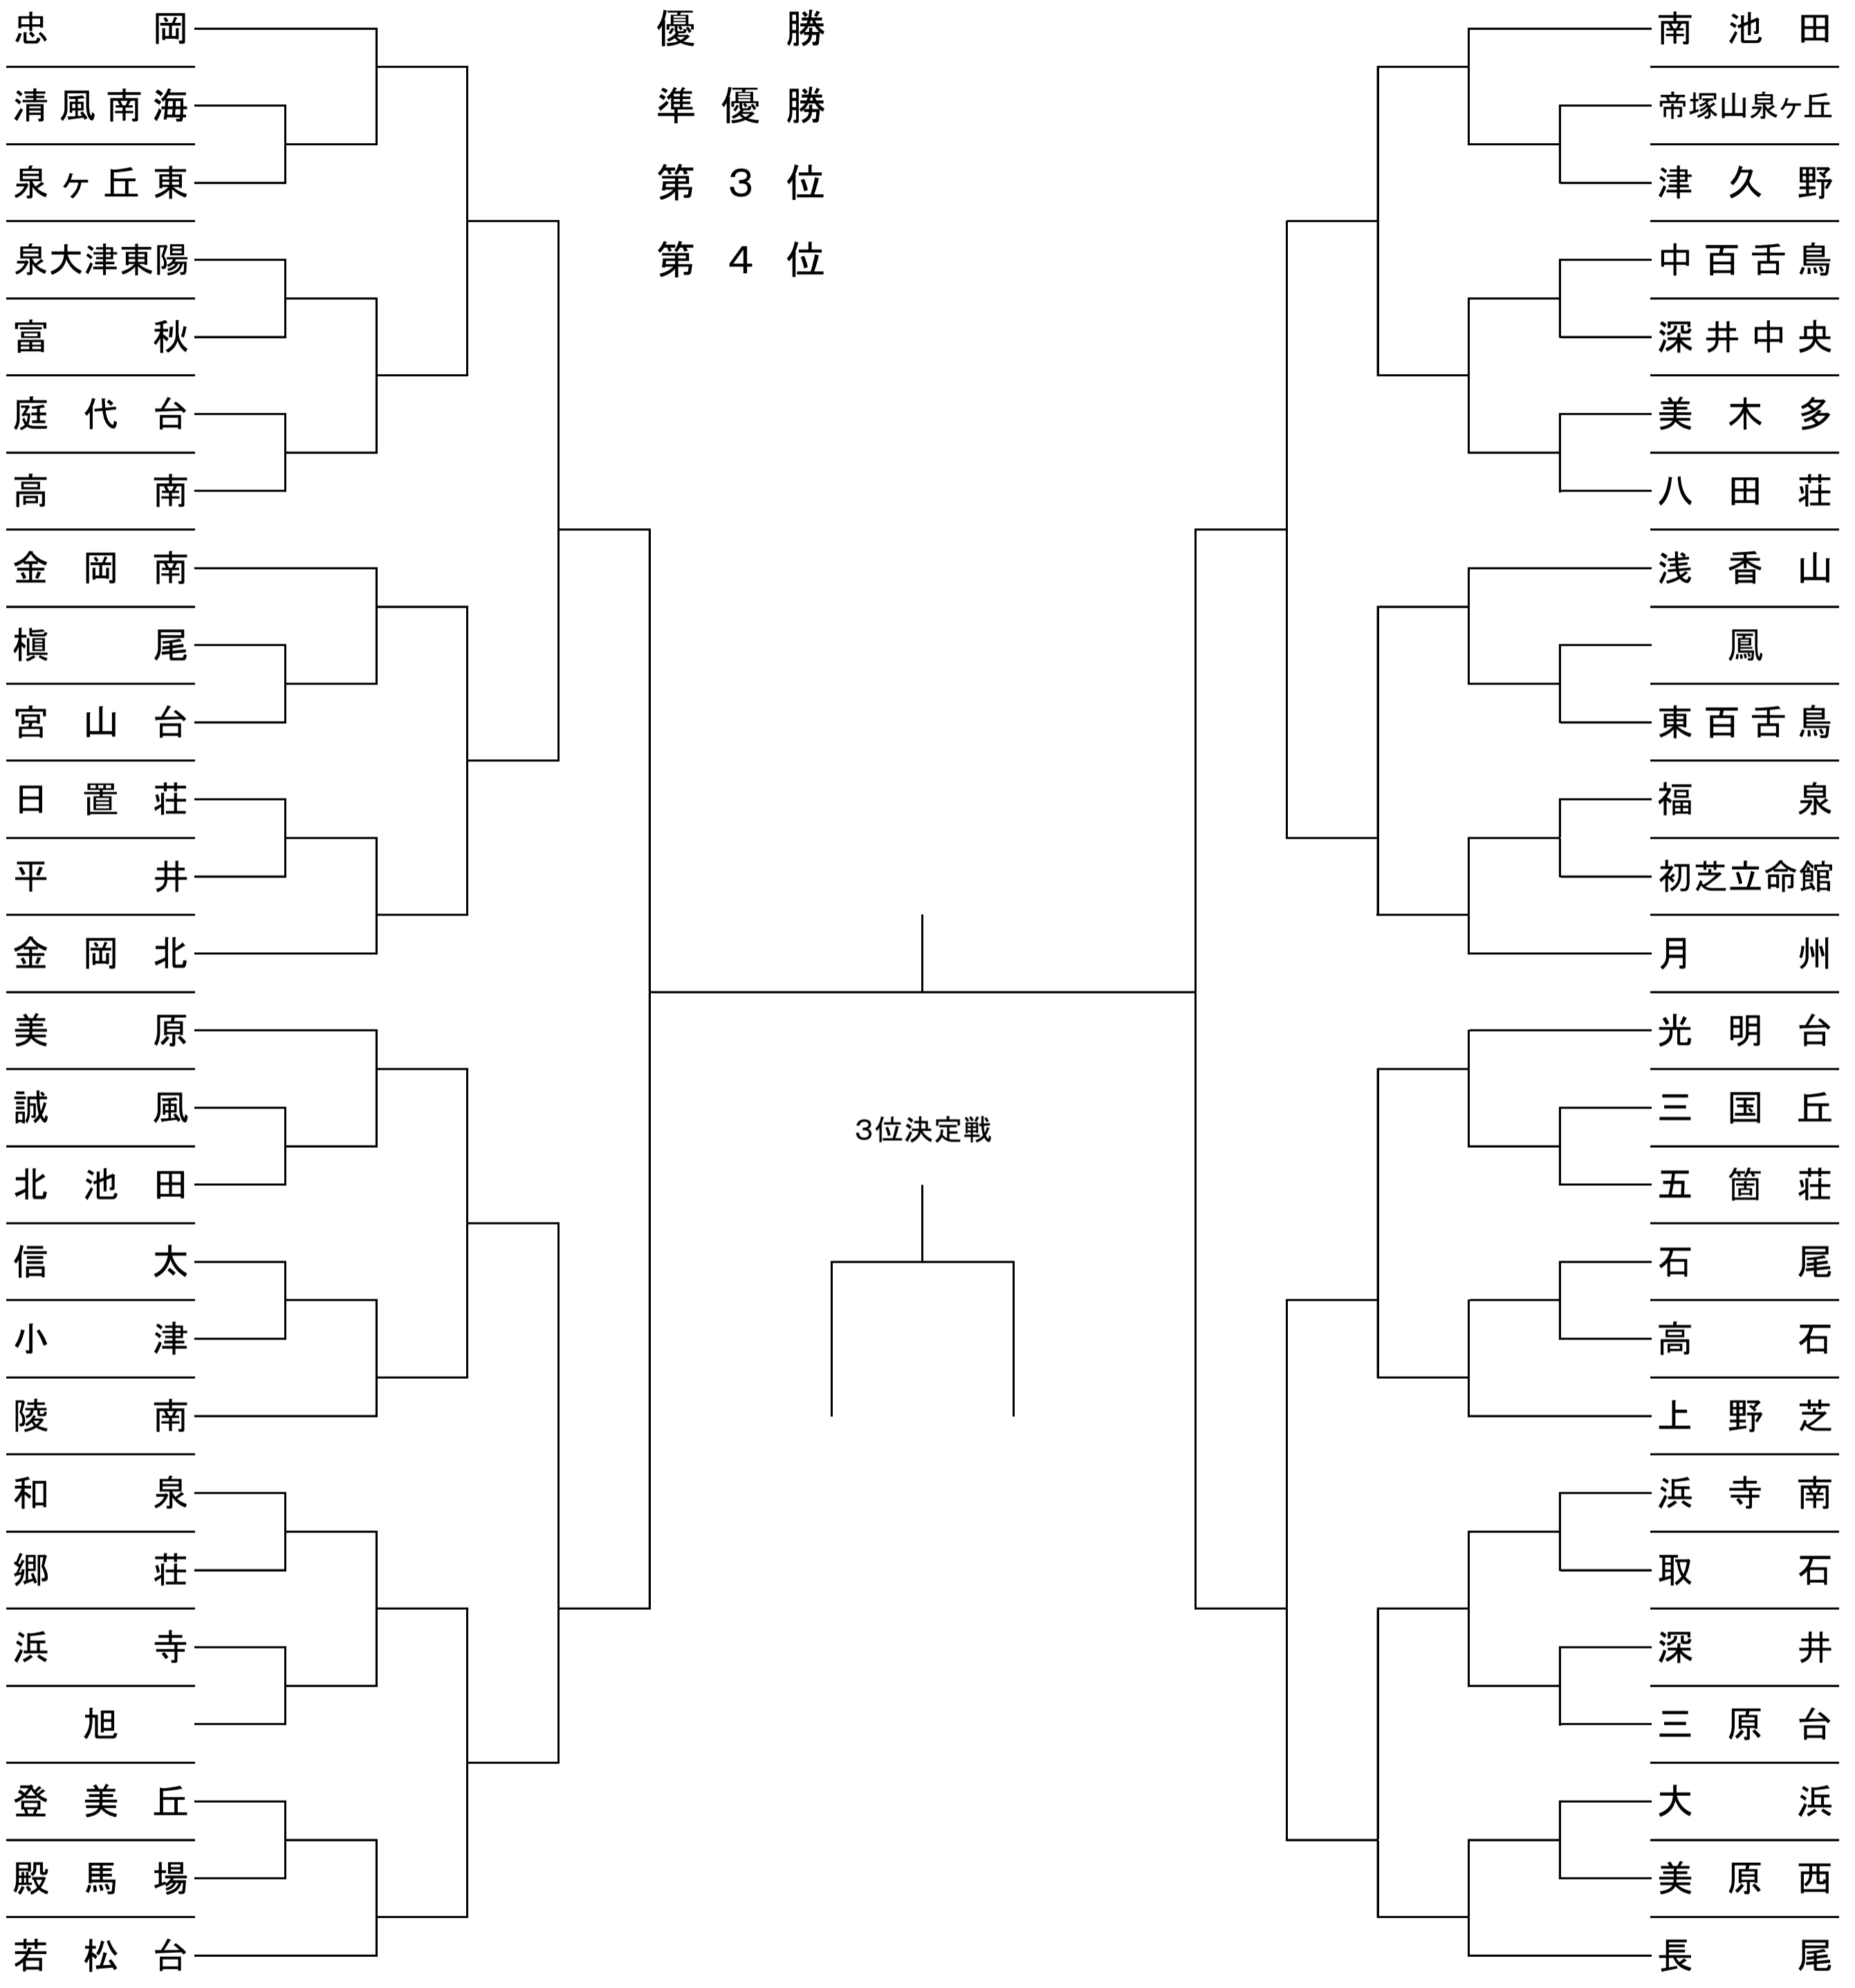 忠岡
清風南海
泉ヶ丘東
泉大津東陽
富秋
庭代台
高南
金岡南
槇尾
宮山台
日置荘
平井
金岡北
美原
誠風
北池田
信太
小津
陵南
和泉
郷荘
浜寺
旭
登美丘
殿馬場
若松台
優勝
準優勝
第3位
第4位
3位決定戦
南池田
帝塚山泉ヶ丘
津久野
中百舌鳥
深井中央
美木多
八田荘
浅香山
鳳
東百舌鳥
福泉
初芝立命館
月州
光明台
三国丘
五箇荘
石尾
高石
上野芝
浜寺南
取石
深井
三原台
大浜
美原西
長尾